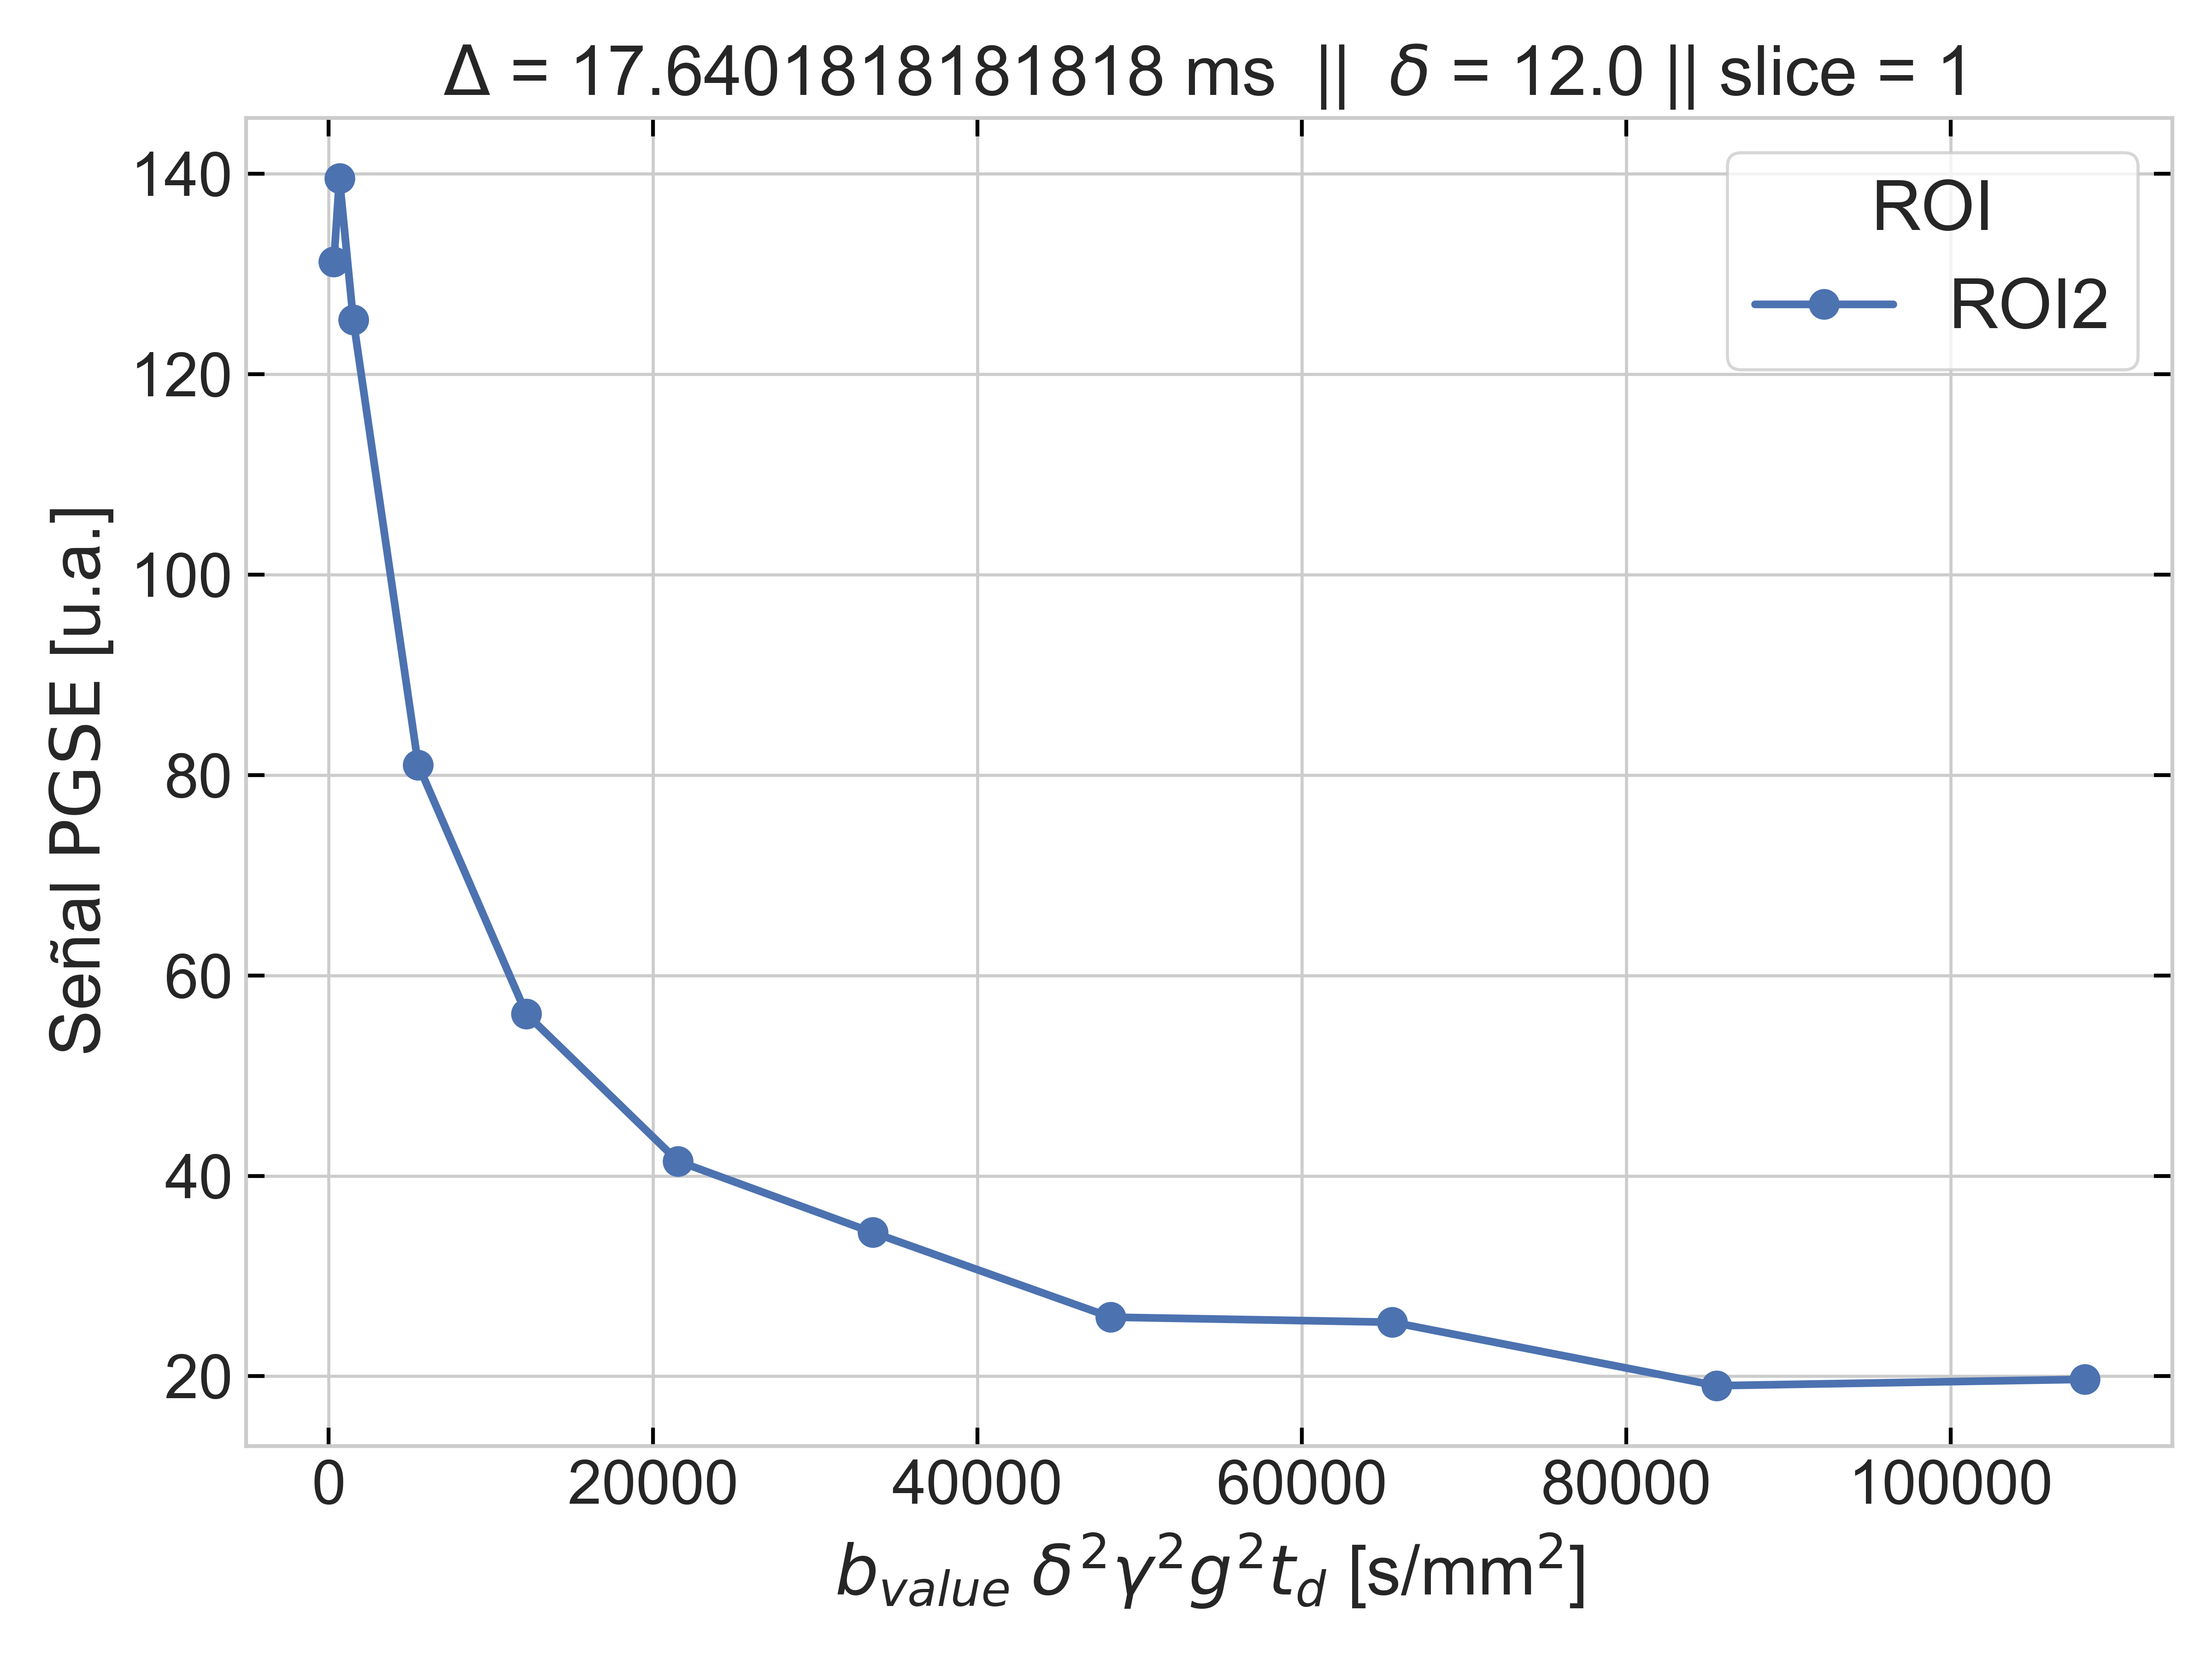 Δ = 17.640181818181818 ms || δ = 12.0 || slice = 1
ROI
ROI2
Señal PGSE [u.a.]
140
120
100
80
60
40
20
0 20000 40000 60000 80000 100000
b_value δ²γ²g²t_d [s/mm²]